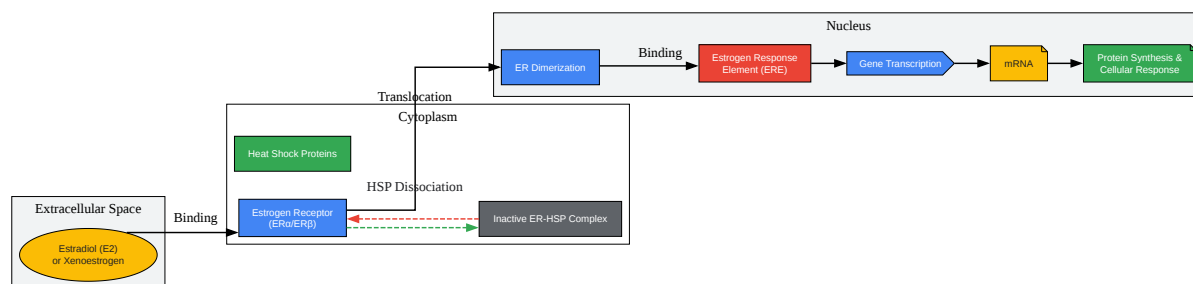 Nucleus
ER Dimerization
Binding
Estrogen Response
Element (ERE)
Gene Transcription
mRNA
Protein Synthesis &
Cellular Response
Translocation
Cytoplasm
Heat Shock Proteins
HSP Dissociation
Estrogen Receptor
(ERα/ERβ)
Inactive ER-HSP Complex
Extracellular Space
Binding
Estradiol (E2)
or Xenoestrogen